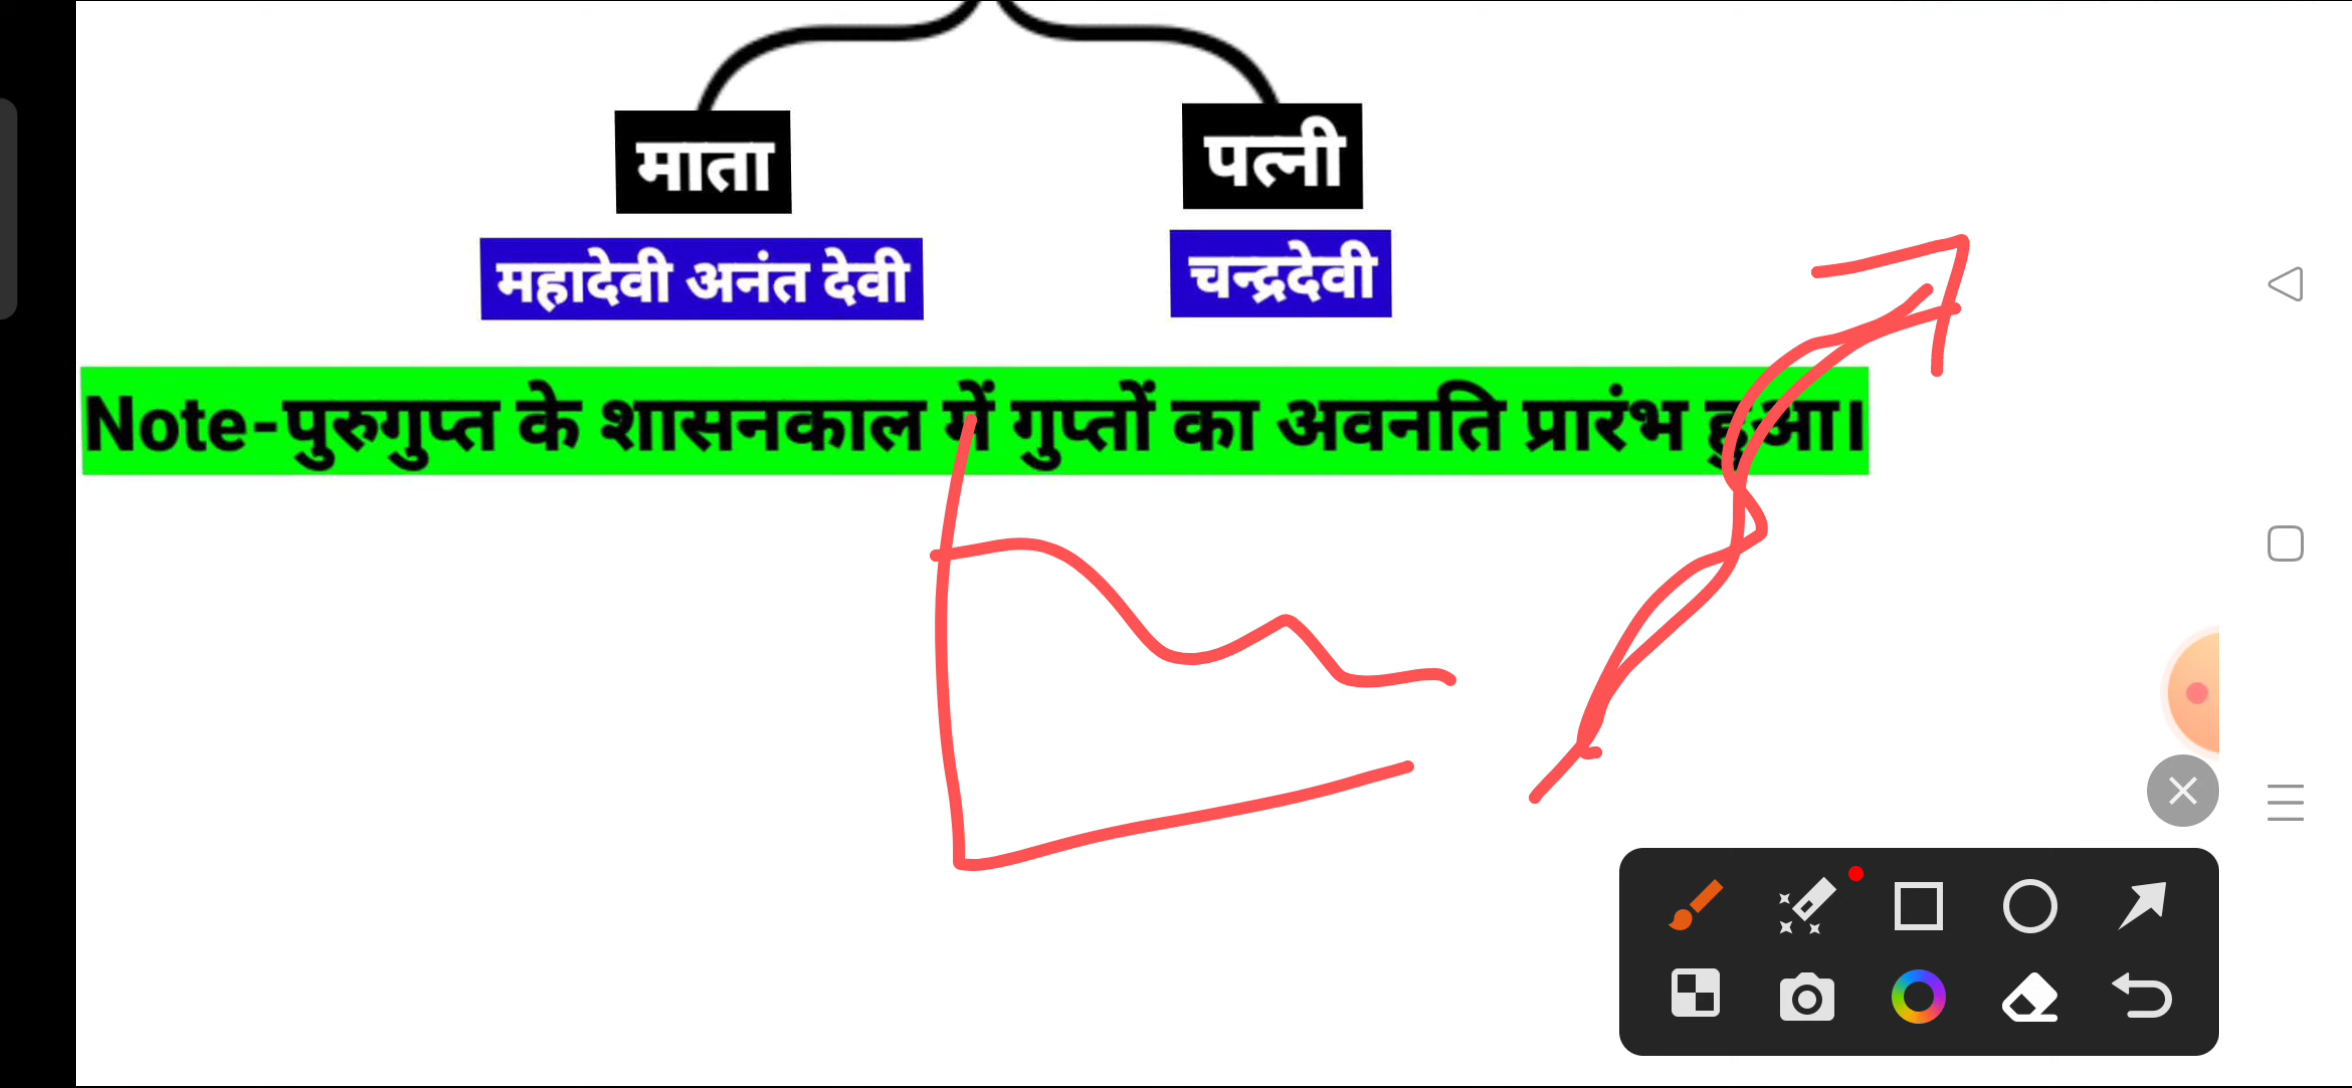 माता
पत्नी
महादेवी अनंत देवी
चन्द्रदेवी
Note-पुरुगुप्त के शासनकाल में गुप्तों का अवनति प्रारंभ हुआ।